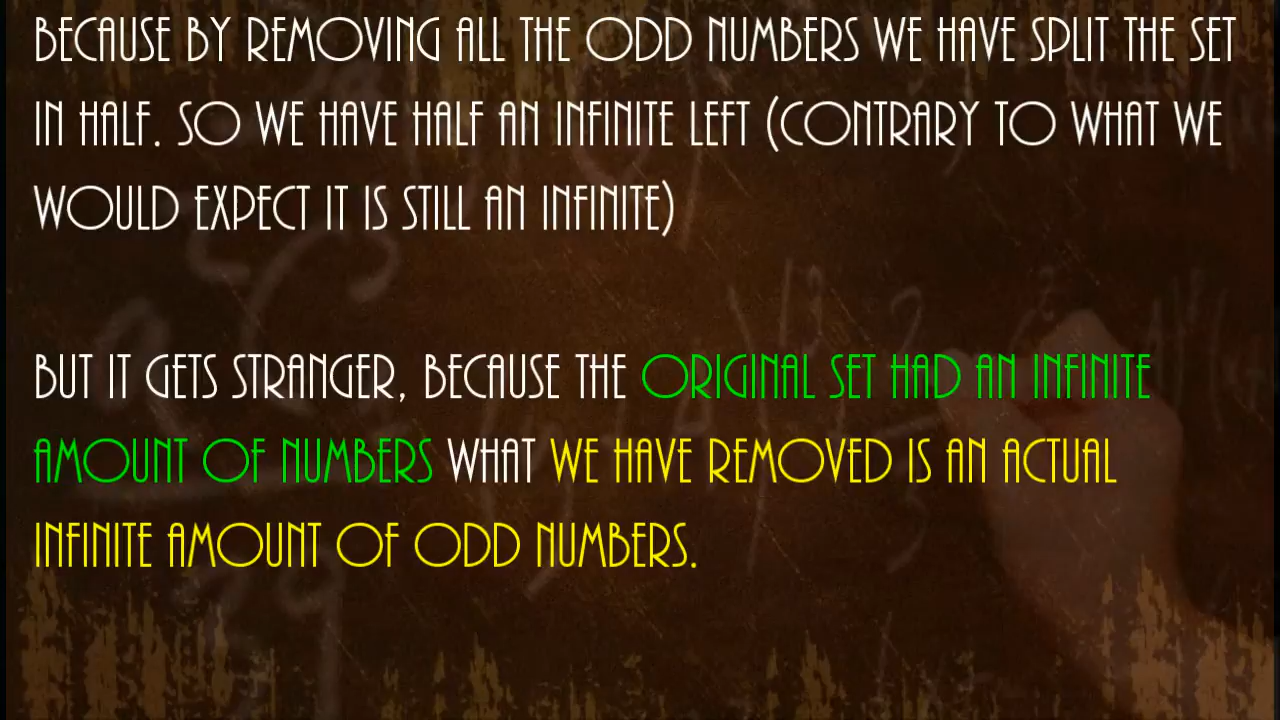 BECAUSE BY REMOVING ALL THE ODD NUMBERS WE HAVE SPLIT THE SET
IN HALF. SO WE HAVE HALF AN INFINITE LEFT (CONTRARY TO WHAT WE
WOULD EXPECT IT IS STILL AN INFINITE)
BUT IT GETS STRANGER, BECAUSE THE ORIGINAL SET HAD AN INFINITE
AMOUNT OF NUMBERS WHAT WE HAVE REMOVED IS AN ACTUAL
INFINITE AMOUNT OF ODD NUMBERS.